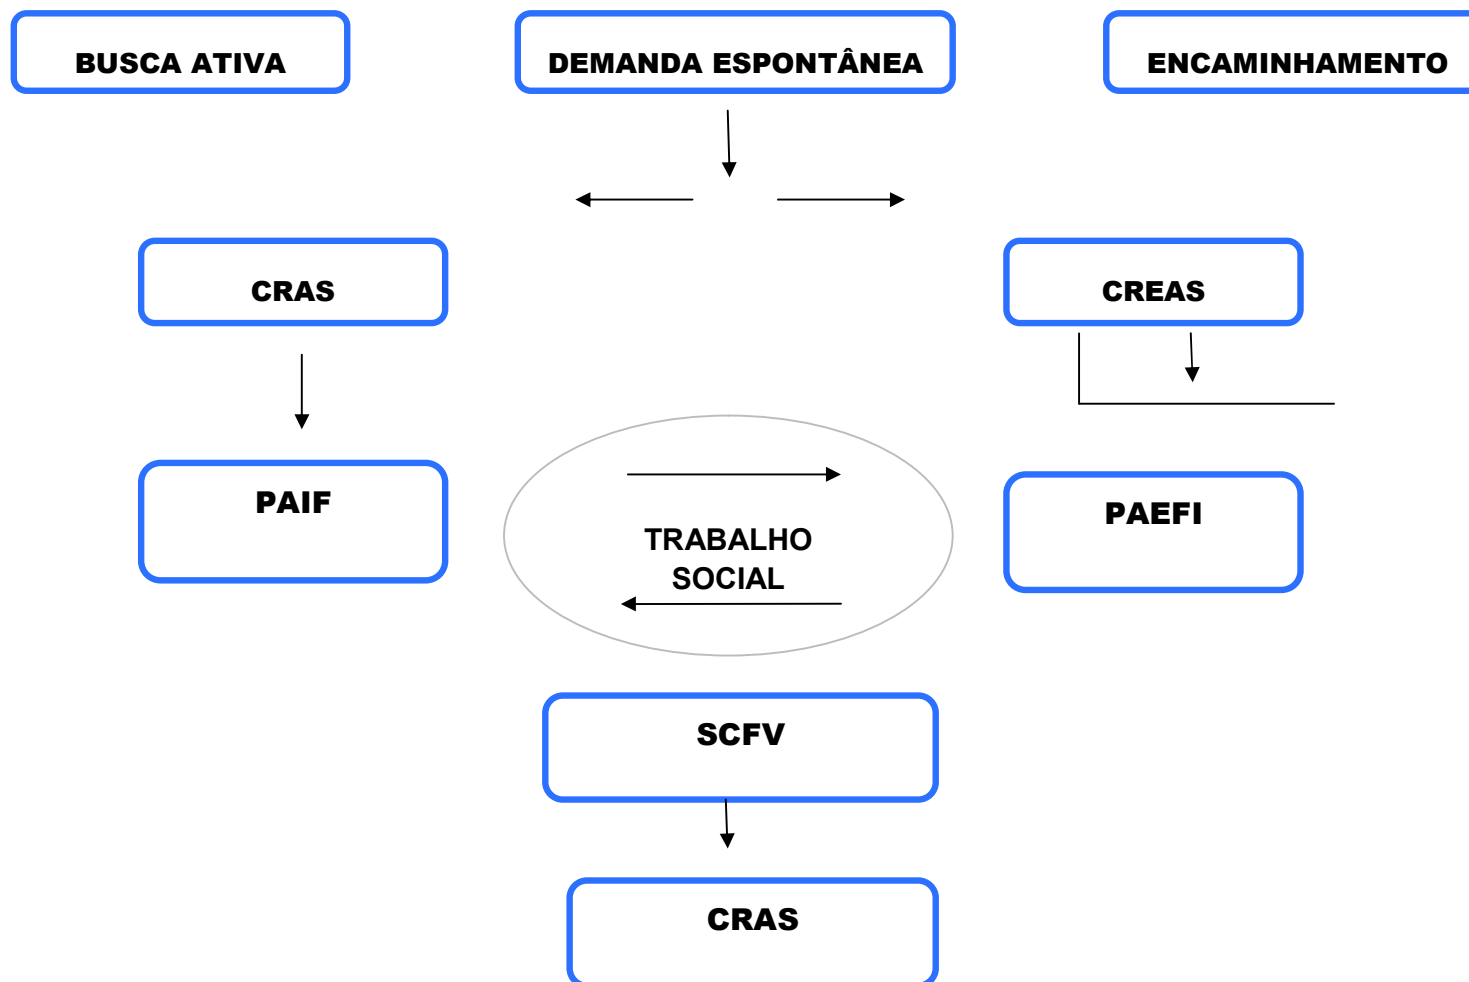 BUSCA ATIVA
DEMANDA ESPONTÂNEA
ENCAMINHAMENTO
CRAS
CREAS
PAIF
PAEFI
TRABALHO
SOCIAL
SCFV
CRAS